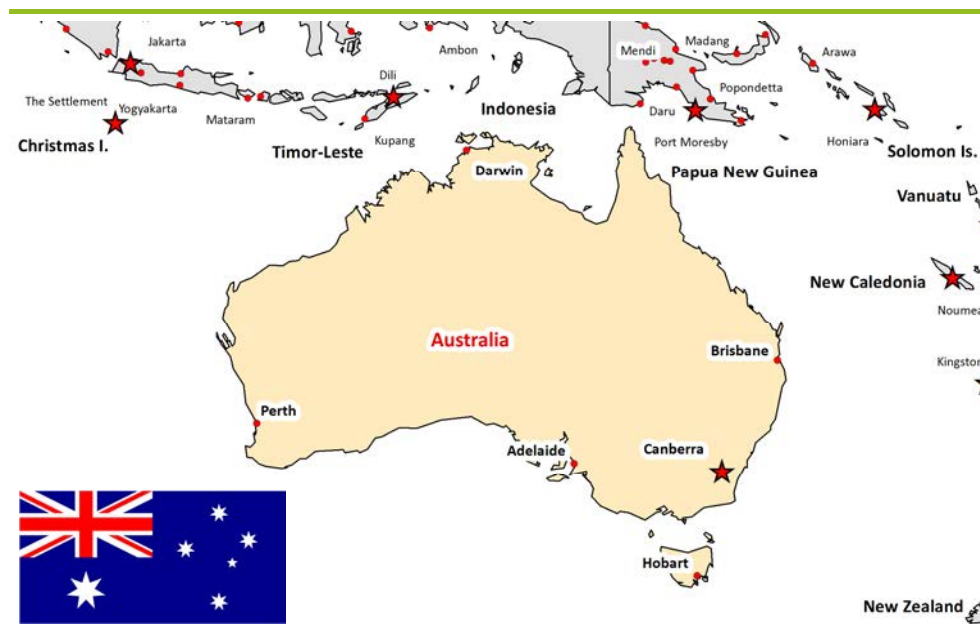 Jakarta
Ambon
Mendi
Madang
Arawa
Dili
The Settlement
Yogyakarta
Mataram
Indonesia
Daru
Popondetta
Christmas I.
Timor-Leste
Kupang
Port Moresby
Honiara
Solomon Is.
Darwin
Papua New Guinea
Vanuatu
New Caledonia
Noumea
Australia
Brisbane
Kingston
Perth
Adelaide
Canberra
Hobart
New Zealand